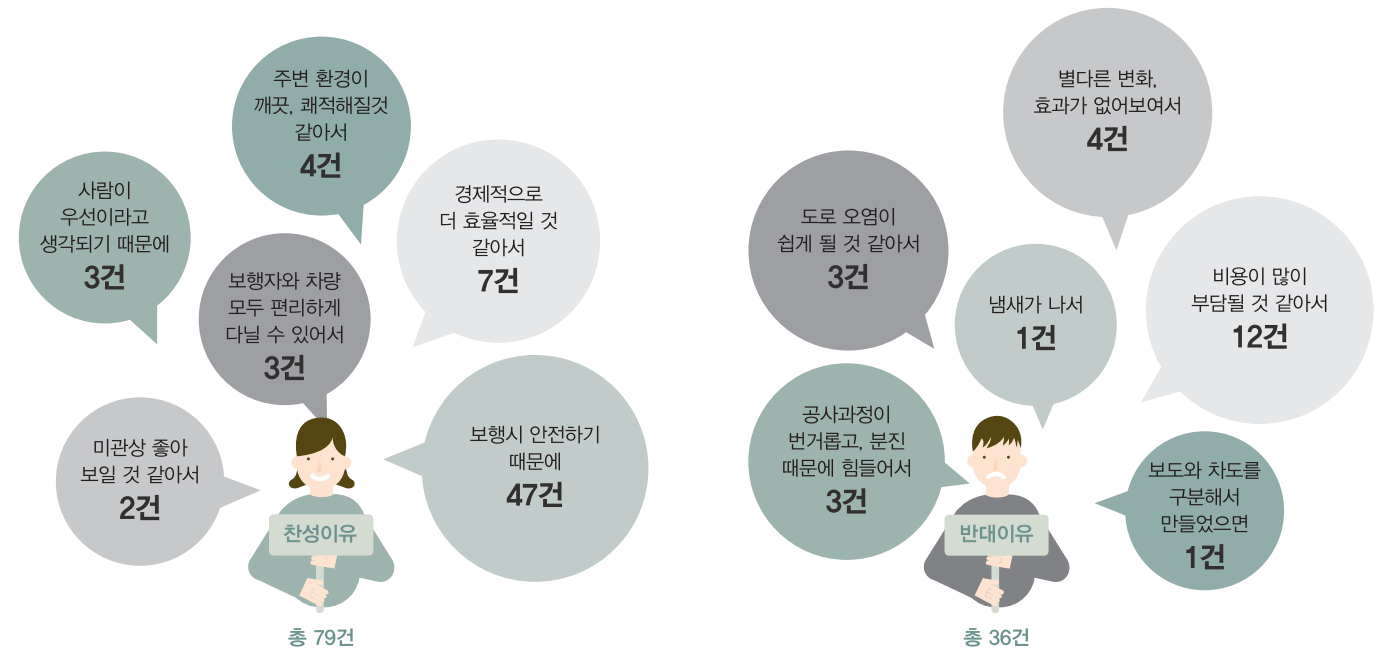 주변 환경이
깨끗, 쾌적해질것
같아서
4건
사람이
우선이라고
생각되기 때문에
3건
경제적으로
더 효율적일 것
같아서
7건
보행자와 차량
모두 편리하게
다닐 수 있어서
3건
미관상 좋아
보일 것 같아서
2건
보행시 안전하기
때문에
47건
찬성이유
총 79건
별다른 변화,
효과가 없어보여서
4건
도로 오염이
쉽게 될 것 같아서
3건
냄새가 나서
1건
비용이 많이
부담될 것 같아서
12건
공사과정이
번거롭고, 분진
때문에 힘들어서
3건
보도와 차도를
구분해서
만들었으면
1건
반대이유
총 36건